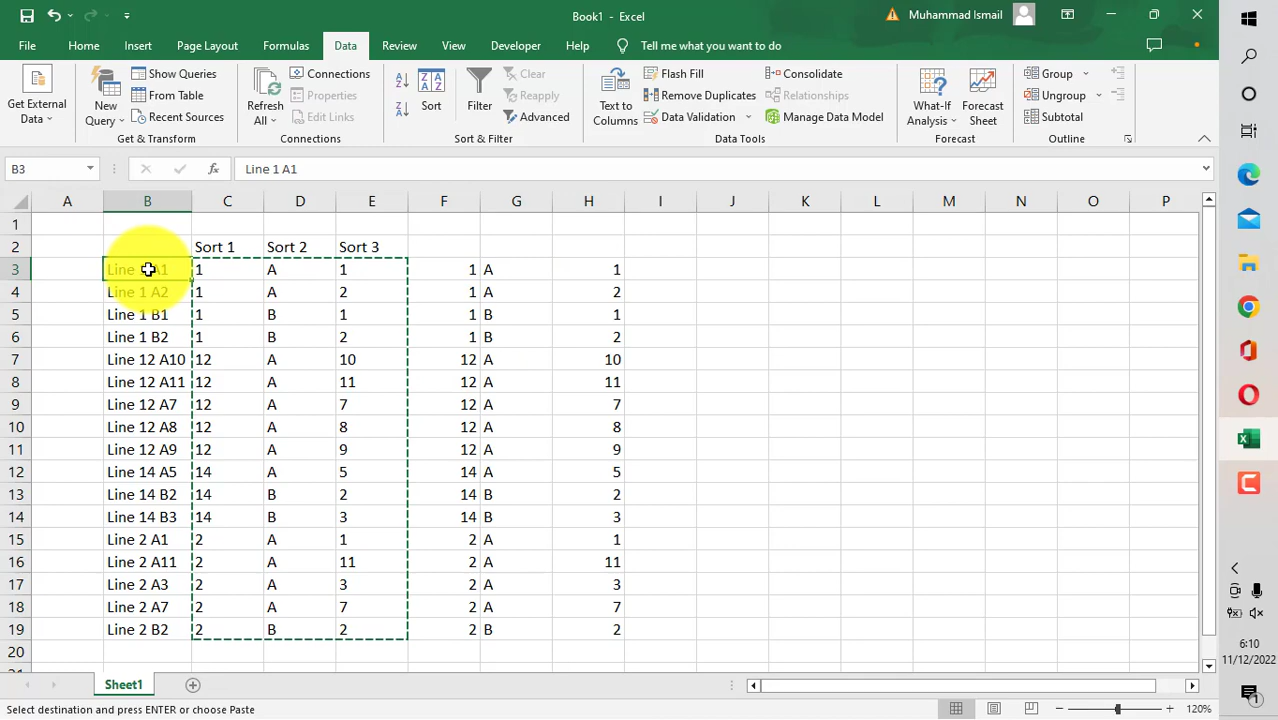 Book1 - Excel
Muhammad Ismail
File Home Insert Page Layout Formulas Data Review View Developer Help Tell me what you want to do
Get External Data
New Query
Show Queries
From Table
Recent Sources
Get & Transform
Refresh All
Connections
Properties
Edit Links
Connections
Sort
Filter
Clear
Reapply
Advanced
Sort & Filter
Text to Columns
Flash Fill
Remove Duplicates
Data Validation
Consolidate
Relationships
Manage Data Model
Data Tools
What-If Analysis
Forecast Sheet
Forecast
Group
Ungroup
Subtotal
Outline
B3 fx Line 1 A1
A B C D E F G H I J K L M N O P
1
2 Sort 1 Sort 2 Sort 3
3 Line A1 1 A 1 1 A 1
4 Line 1 A2 1 A 2 1 A 2
5 Line 1 B1 1 B 1 1 B 1
6 Line 1 B2 1 B 2 1 B 2
7 Line 12 A10 12 A 10 12 A 10
8 Line 12 A11 12 A 11 12 A 11
9 Line 12 A7 12 A 7 12 A 7
10 Line 12 A8 12 A 8 12 A 8
11 Line 12 A9 12 A 9 12 A 9
12 Line 14 A5 14 A 5 14 A 5
13 Line 14 B2 14 B 2 14 B 2
14 Line 14 B3 14 B 3 14 B 3
15 Line 2 A1 2 A 1 2 A 1
16 Line 2 A11 2 A 11 2 A 11
17 Line 2 A3 2 A 3 2 A 3
18 Line 2 A7 2 A 7 2 A 7
19 Line 2 B2 2 B 2 2 B 2
20
Sheet1
Select destination and press ENTER or choose Paste
120%
6:10
11/12/2022
1